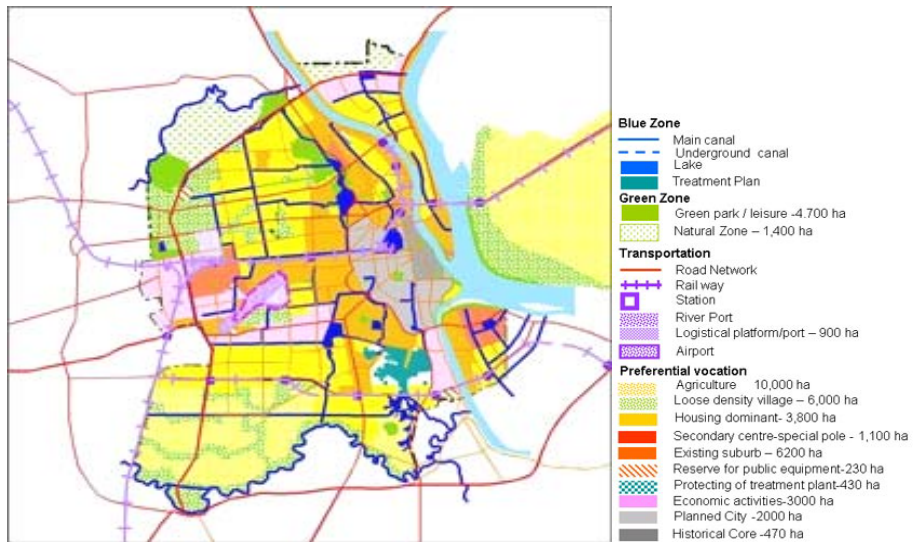 Blue Zone
Main canal
Underground canal
Lake
Treatment Plan
Green Zone
Green park / leisure -4.700 ha
Natural Zone – 1,400 ha
Transportation
Road Network
Rail way
Station
River Port
Logistical platform/port – 900 ha
Airport
Preferential vocation
Agriculture 10,000 ha
Loose density village – 6,000 ha
Housing dominant- 3,800 ha
Secondary centre-special pole - 1,100 ha
Existing suburb – 6200 ha
Reserve for public equipment-230 ha
Protecting of treatment plant-430 ha
Economic activities-3000 ha
Planned City -2000 ha
Historical Core -470 ha